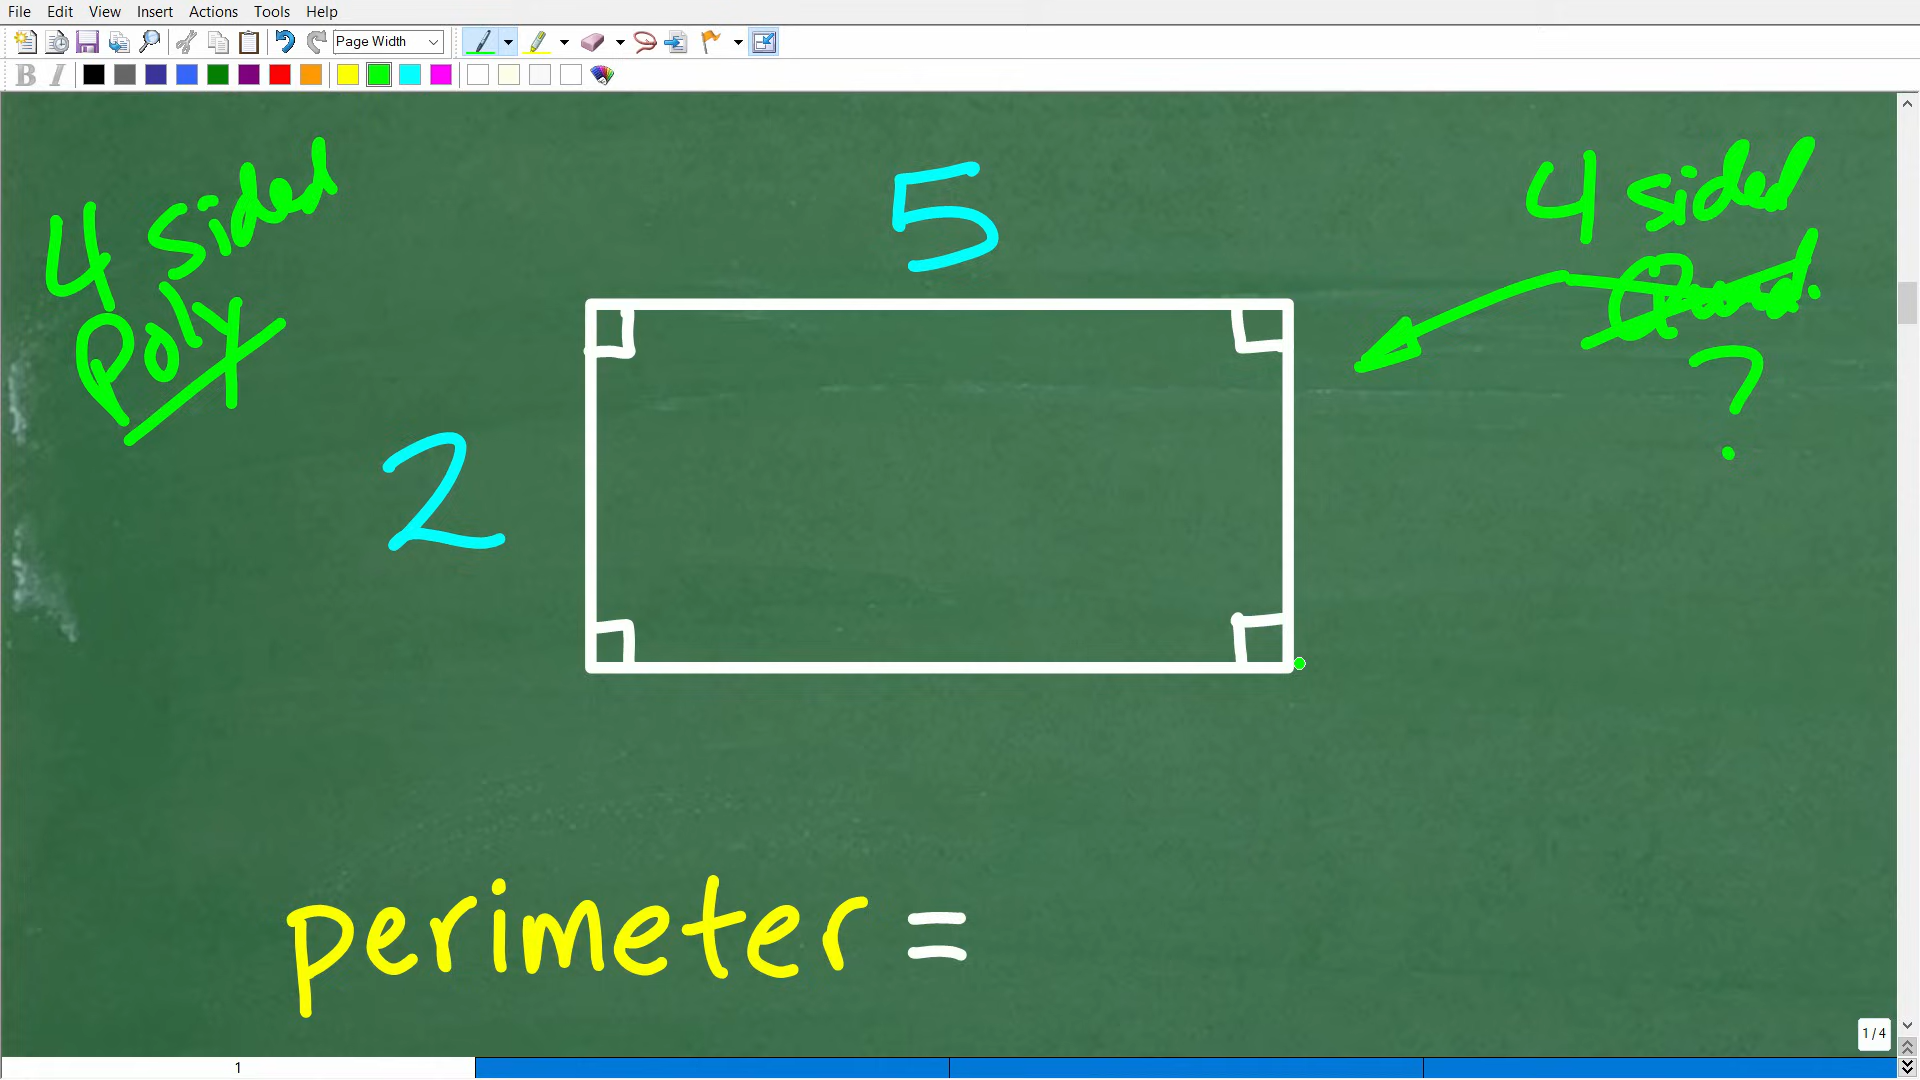 File Edit View Insert Actions Tools Help
Page Width
B I
4 sided
Poly
5
4 sided
Quad.
?
2
perimeter =
1 / 4
1